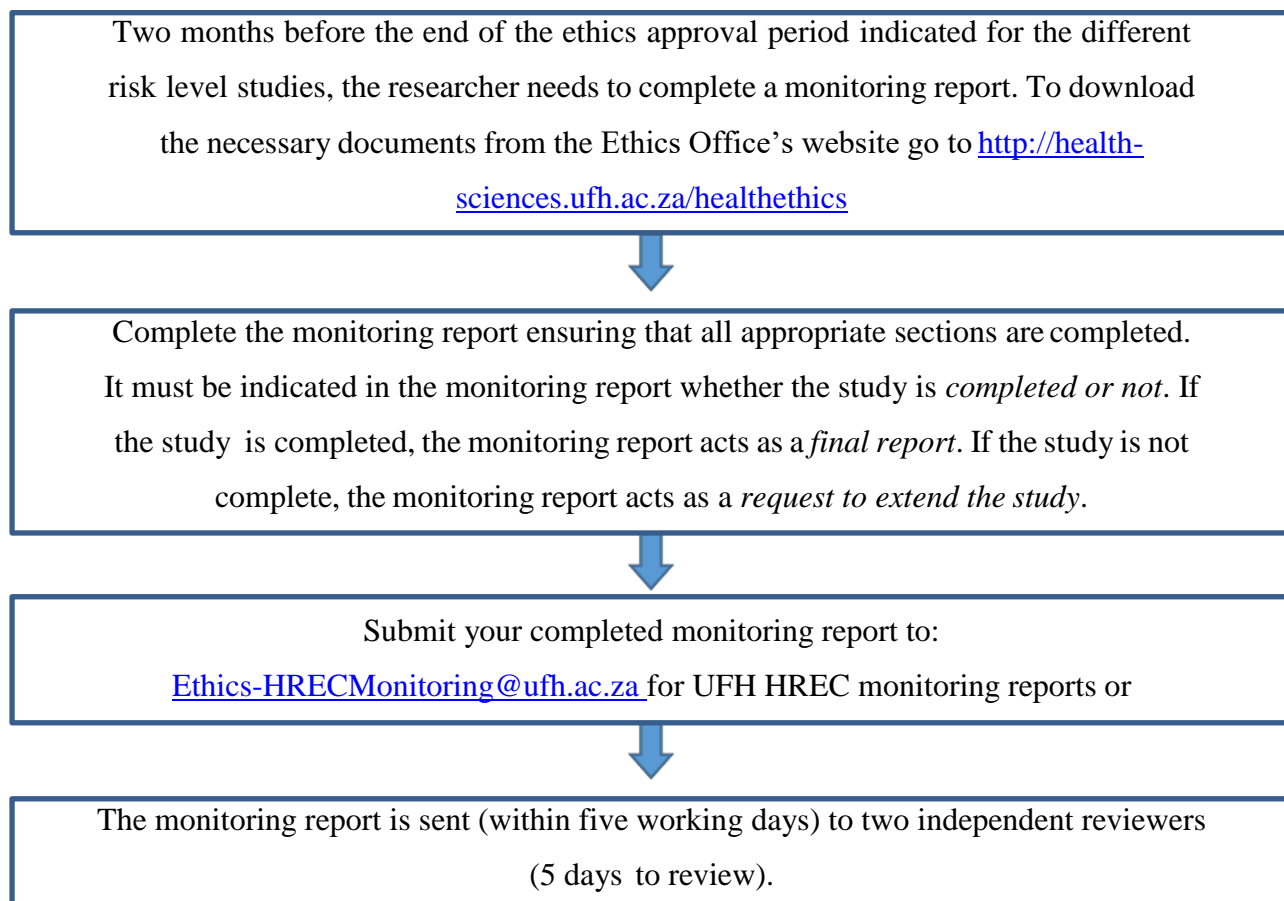 Two months before the end of the ethics approval period indicated for the different
risk level studies, the researcher needs to complete a monitoring report. To download
the necessary documents from the Ethics Office’s website go to http://health-
sciences.ufh.ac.za/healthethics
Complete the monitoring report ensuring that all appropriate sections are completed.
It must be indicated in the monitoring report whether the study is completed or not. If
the study is completed, the monitoring report acts as a final report. If the study is not
complete, the monitoring report acts as a request to extend the study.
Submit your completed monitoring report to:
Ethics-HRECMonitoring@ufh.ac.za for UFH HREC monitoring reports or
The monitoring report is sent (within five working days) to two independent reviewers
(5 days to review).